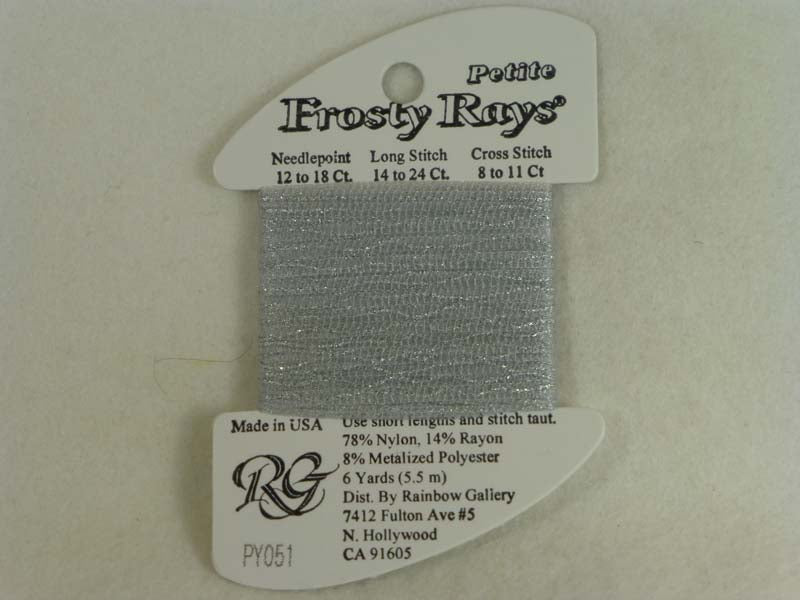 Petite
Frosty Rays®
Needlepoint Long Stitch Cross Stitch
12 to 18 Ct. 14 to 24 Ct. 8 to 11 Ct
Made in USA
Use short lengths and stitch taut.
78% Nylon, 14% Rayon
8% Metalized Polyester
6 Yards (5.5 m)
Dist. By Rainbow Gallery
7412 Fulton Ave #5
N. Hollywood
CA 91605
RG
PY051